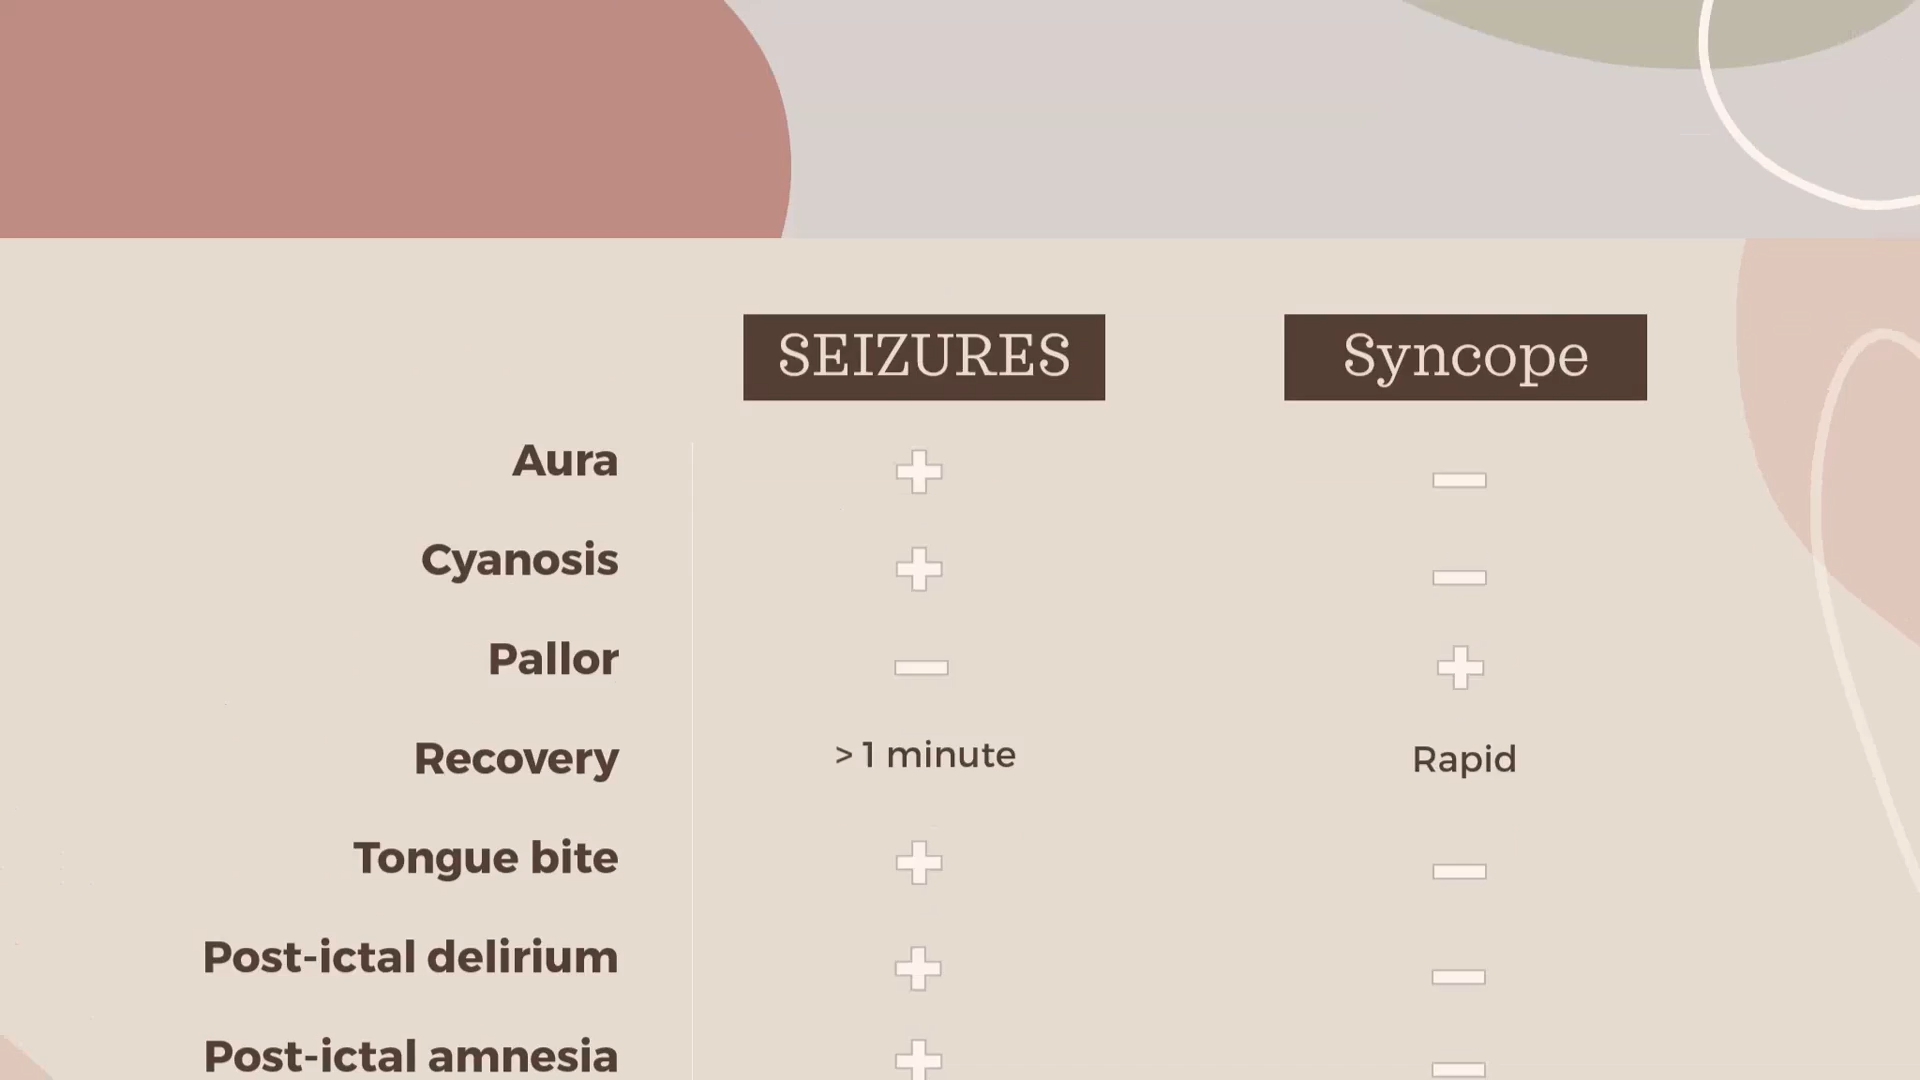 SEIZURES Syncope
Aura + −
Cyanosis + −
Pallor − +
Recovery > 1 minute Rapid
Tongue bite + −
Post-ictal delirium + −
Post-ictal amnesia + −